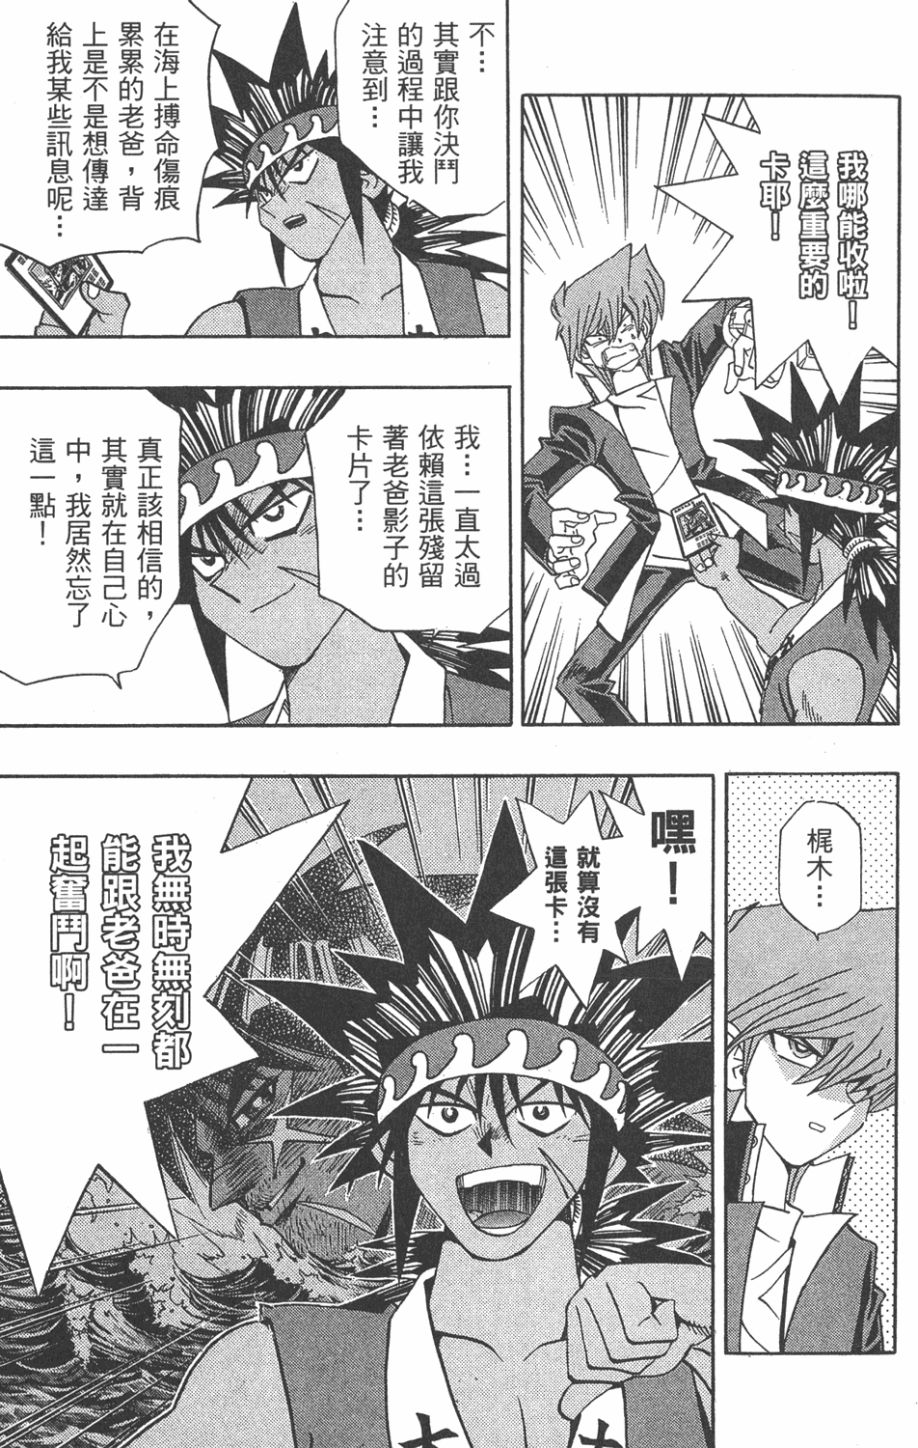 我哪能收啦！
這麼重要的
卡耶！
不…
其實跟你決鬥
的過程中讓我
注意到…
在海上搏命傷痕
累累的老爸，背
上是不是想傳達
給我某些訊息呢…
我…一直太過
依賴這張殘留
著老爸影子的
卡片了…
真正該相信的，
其實就在自己心
中，我居然忘了
這一點！
梶木…
嘿！
就算沒有
這張卡…
我無時無刻都
能跟老爸在一
起奮鬥啊！